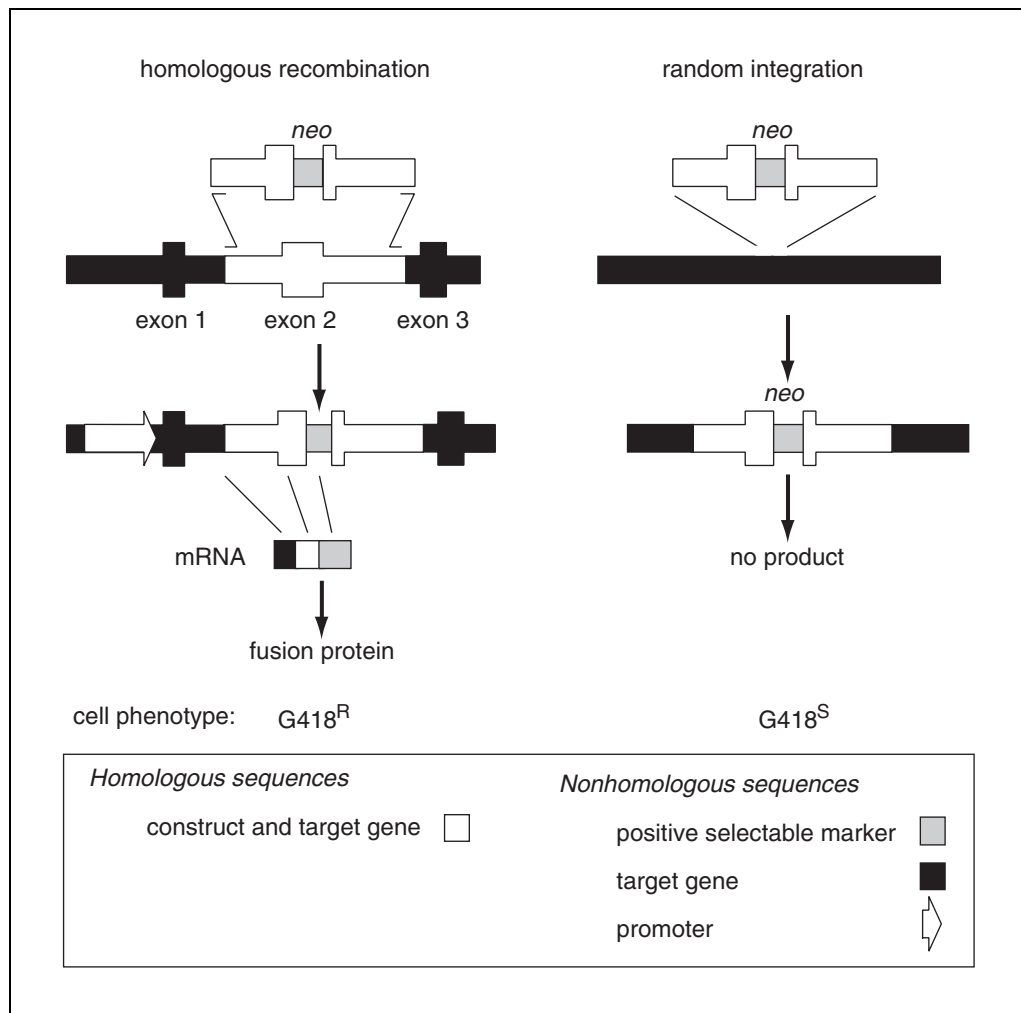 homologous recombination
random integration
neo
neo
exon 1 exon 2 exon 3
neo
mRNA
no product
fusion protein
cell phenotype: G418R G418S
Homologous sequences
construct and target gene
Nonhomologous sequences
positive selectable marker
target gene
promoter